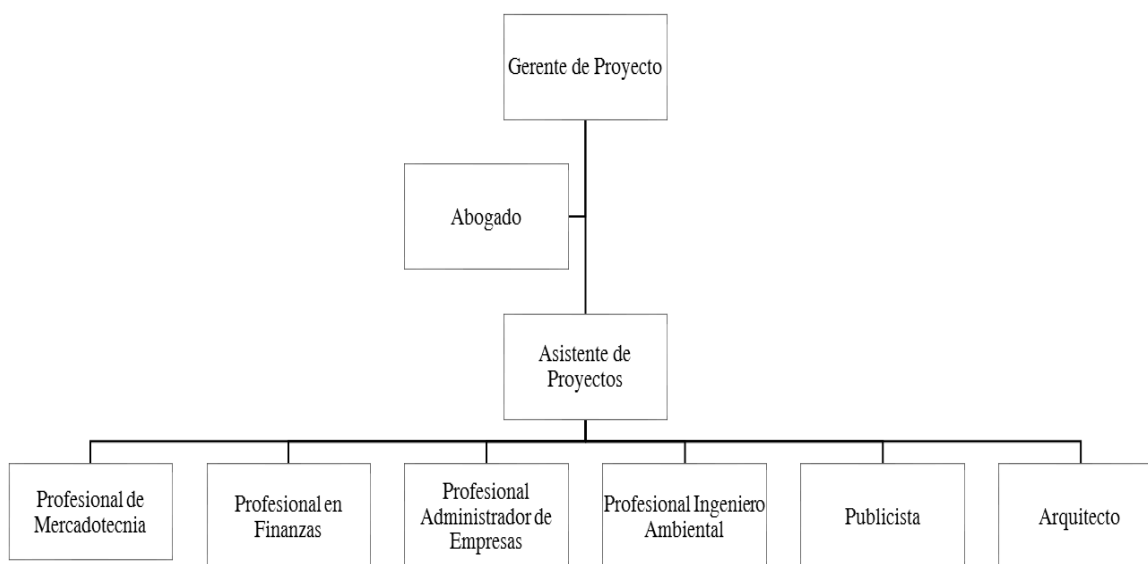 Gerente de Proyecto
Abogado
Asistente de
Proyectos
Profesional de
Mercadotecnia
Profesional en
Finanzas
Profesional
Administrador de
Empresas
Profesional Ingeniero
Ambiental
Publicista
Arquitecto